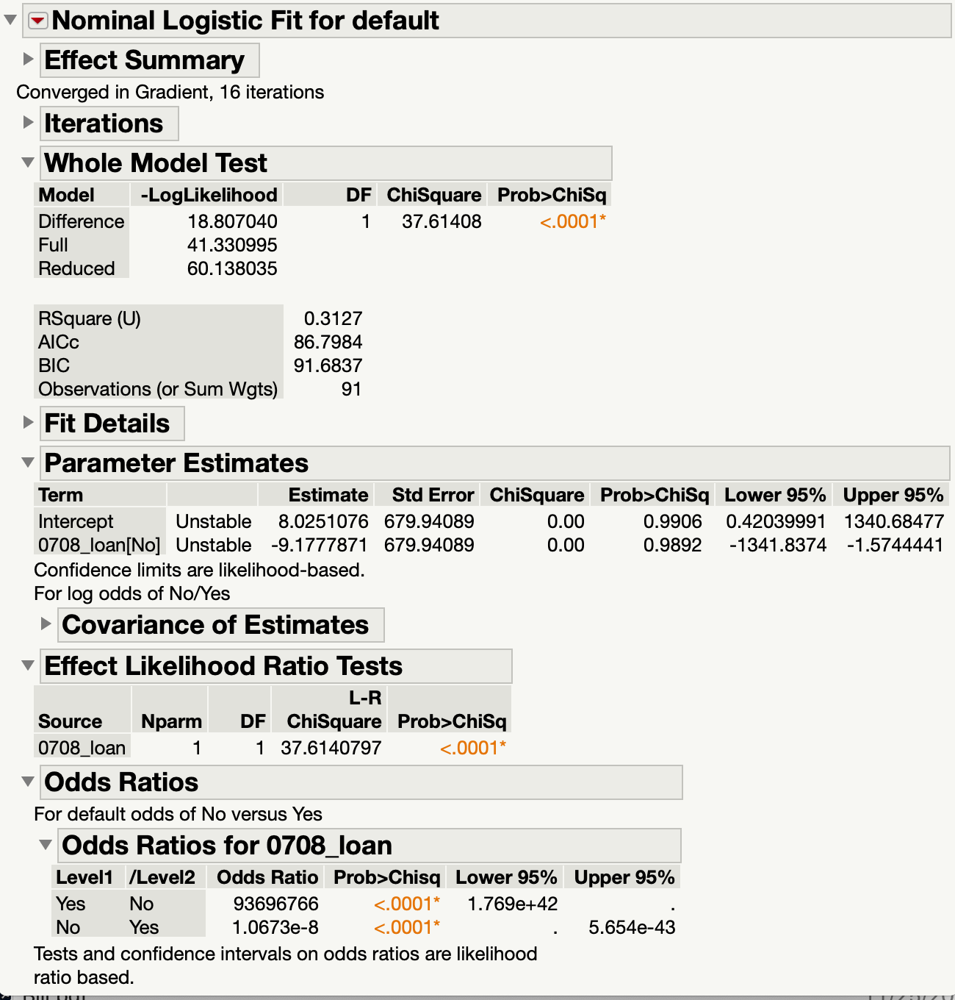 Nominal Logistic Fit for default
Effect Summary
Converged in Gradient, 16 iterations
Iterations
Whole Model Test
Model -LogLikelihood DF ChiSquare Prob>ChiSq
Difference 18.807040 1 37.61408 <.0001*
Full 41.330995
Reduced 60.138035
RSquare (U) 0.3127
AICc 86.7984
BIC 91.6837
Observations (or Sum Wgts) 91
Fit Details
Parameter Estimates
Term Estimate Std Error ChiSquare Prob>ChiSq Lower 95% Upper 95%
Intercept Unstable 8.0251076 679.94089 0.00 0.9906 0.42039991 1340.68477
0708_loan[No] Unstable -9.1777871 679.94089 0.00 0.9892 -1341.8374 -1.5744441
Confidence limits are likelihood-based.
For log odds of No/Yes
Covariance of Estimates
Effect Likelihood Ratio Tests
L-R
Source Nparm DF ChiSquare Prob>ChiSq
0708_loan 1 1 37.6140797 <.0001*
Odds Ratios
For default odds of No versus Yes
Odds Ratios for 0708_loan
Level1 /Level2 Odds Ratio Prob>Chisq Lower 95% Upper 95%
Yes No 93696766 <.0001* 1.769e+42 .
No Yes 1.0673e-8 <.0001* . 5.654e-43
Tests and confidence intervals on odds ratios are likelihood
ratio based.